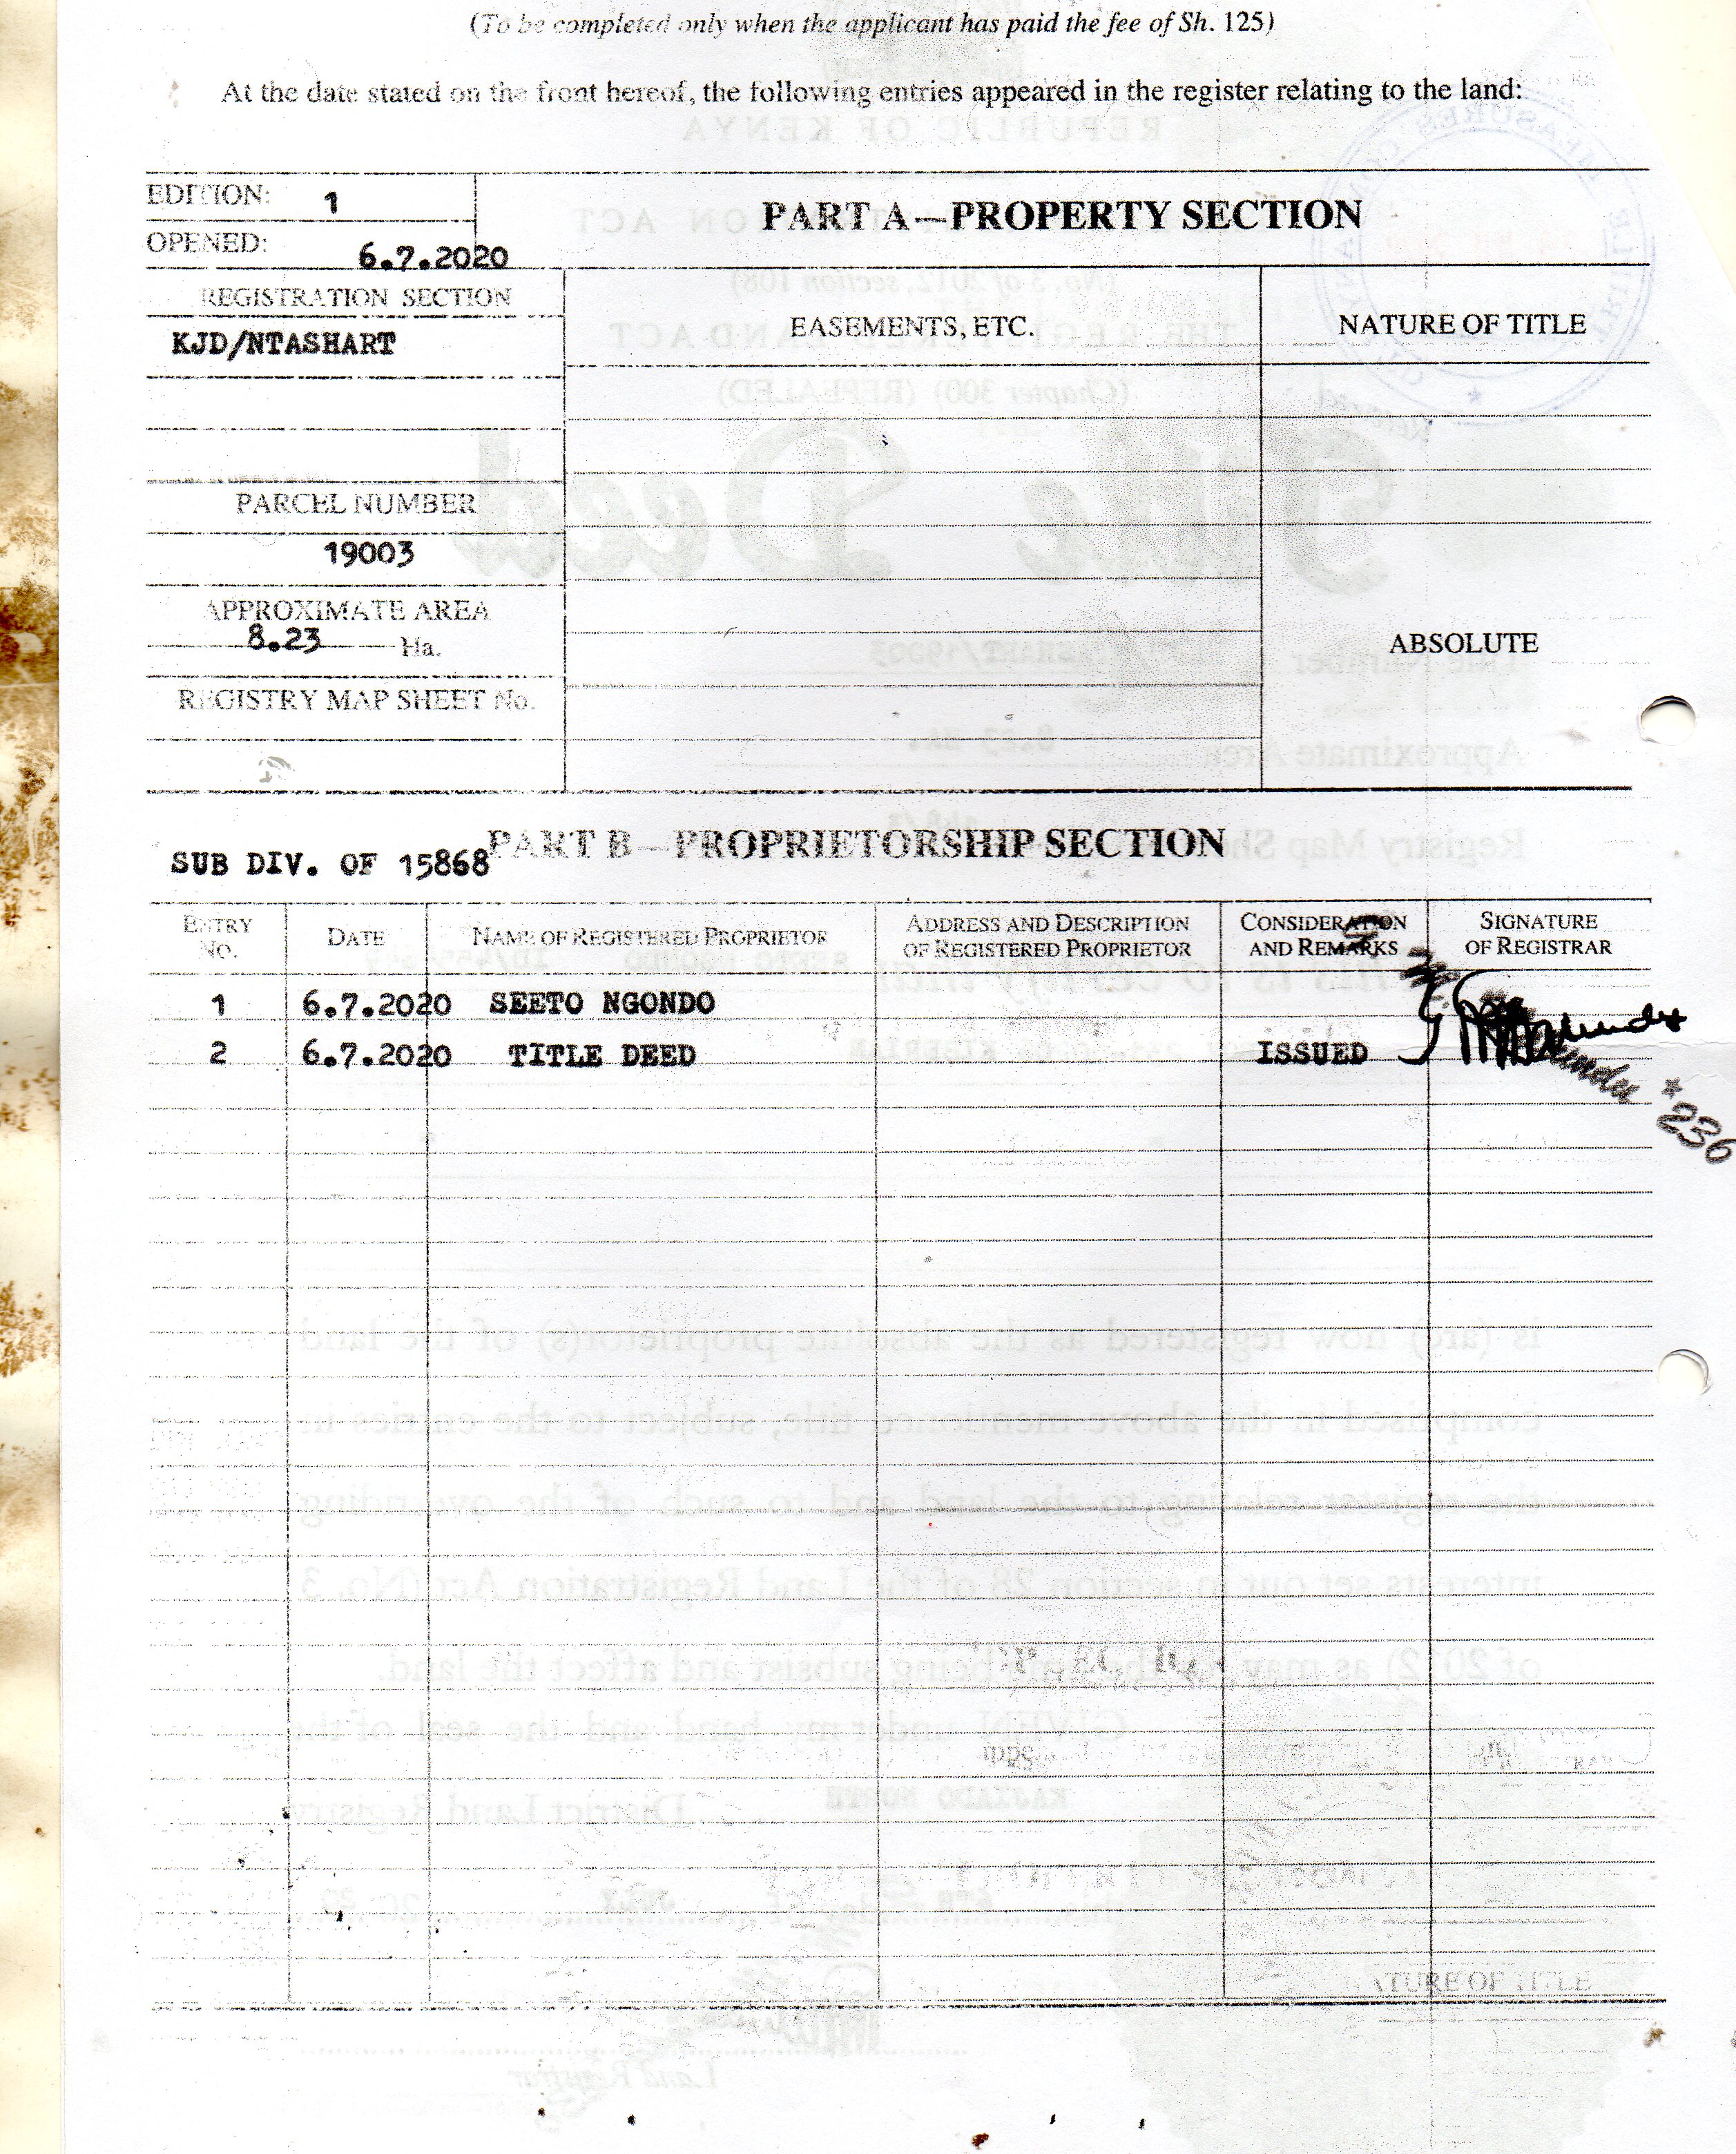 (To be completed only when the applicant has paid the fee of Sh. 125)
At the date stated on the front hereof, the following entries appeared in the register relating to the land:
EDITION: 1
OPENED: 6.7.2020
PART A—PROPERTY SECTION
REGISTRATION SECTION
KJD/NTASHART
EASEMENTS, ETC.
NATURE OF TITLE
PARCEL NUMBER
19003
APPROXIMATE AREA
8.23 Ha.
ABSOLUTE
REGISTRY MAP SHEET No.
PART B—PROPRIETORSHIP SECTION
SUB DIV. OF 15868
ENTRY No.
DATE
NAME OF REGISTERED PROPRIETOR
ADDRESS AND DESCRIPTION OF REGISTERED PROPRIETOR
CONSIDERATION AND REMARKS
SIGNATURE OF REGISTRAR
1 6.7.2020 SEETO NGONDO
2 6.7.2020 TITLE DEED ISSUED
* 236